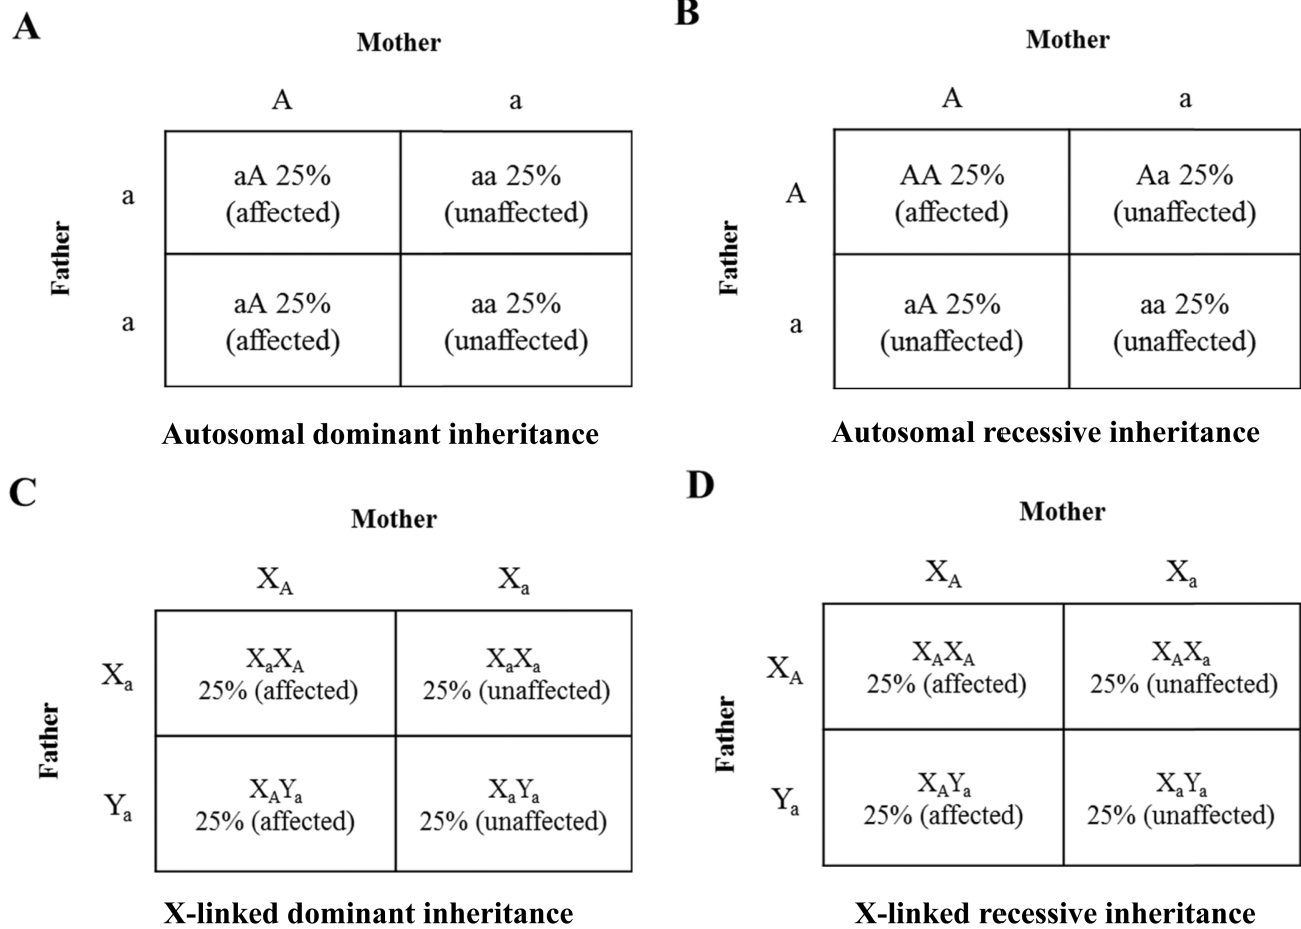 A
Mother
A a
Father
a
aA 25%
(affected)
aa 25%
(unaffected)
a
aA 25%
(affected)
aa 25%
(unaffected)
Autosomal dominant inheritance
B
Mother
A a
Father
A
AA 25%
(affected)
Aa 25%
(unaffected)
a
aA 25%
(unaffected)
aa 25%
(unaffected)
Autosomal recessive inheritance
C
Mother
XA Xa
Father
Xa
XaXA
25% (affected)
XaXa
25% (unaffected)
Ya
XAYa
25% (affected)
XaYa
25% (unaffected)
X-linked dominant inheritance
D
Mother
XA Xa
Father
XA
XAXA
25% (affected)
XAXa
25% (unaffected)
Ya
XAYa
25% (affected)
XaYa
25% (unaffected)
X-linked recessive inheritance